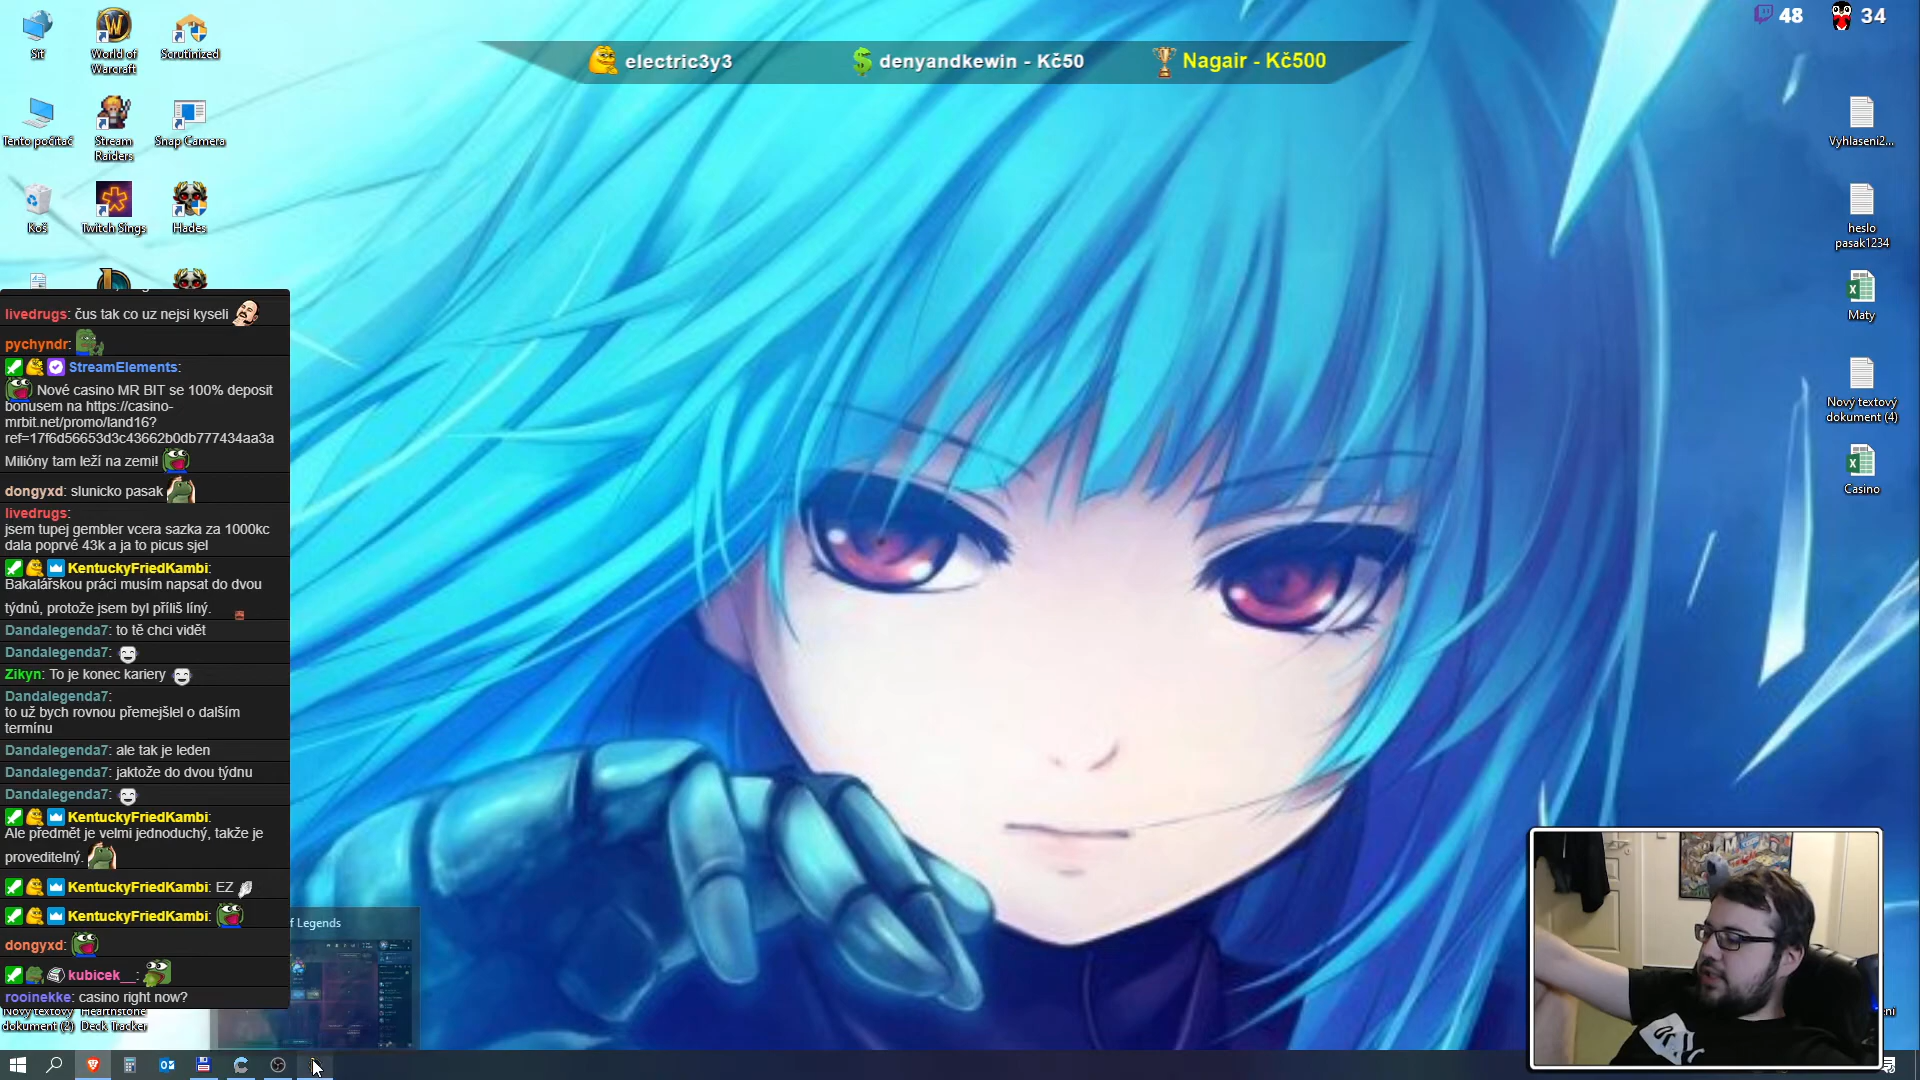 48
34
electric3y3
denyandkewin - Kč50
Nagair - Kč500
Síť
World of
Warcraft
Scrutinized
Tento počítač
Stream
Raiders
Snap Camera
Koš
Twitch Sings
Hades
Vyhlaseni2...
heslo
pasak1234
Maty
Nový textový
dokument (4)
Casino
livedrugs: čus tak co uz nejsi kyseli
pychyndr:
StreamElements:
Nové casino MR BIT se 100% deposit
bonusem na https://casino-
mrbit.net/promo/land16?
ref=17f6d56653d3c43662b0db777434aa3a
Milióny tam leží na zemi!
dongyxd: slunicko pasak
livedrugs:
jsem tupej gembler vcera sazka za 1000kc
dala poprvé 43k a ja to picus sjel
KentuckyFriedKambi:
Bakalářskou práci musím napsat do dvou
týdnů, protože jsem byl příliš líný.
Dandalegenda7: to tě chci vidět
Dandalegenda7:
Zikyn: To je konec kariery
Dandalegenda7:
to už bych rovnou přemejšlel o dalším
termínu
Dandalegenda7: ale tak je leden
Dandalegenda7: jaktože do dvou týdnu
Dandalegenda7:
KentuckyFriedKambi:
Ale předmět je velmi jednoduchý, takže je
proveditelný.
KentuckyFriedKambi: EZ
KentuckyFriedKambi:
dongyxd:
kubicek__:
rooinekke: casino right now?
f Legends
Nový textový
dokument (2)
Hearthstone
Deck Tracker